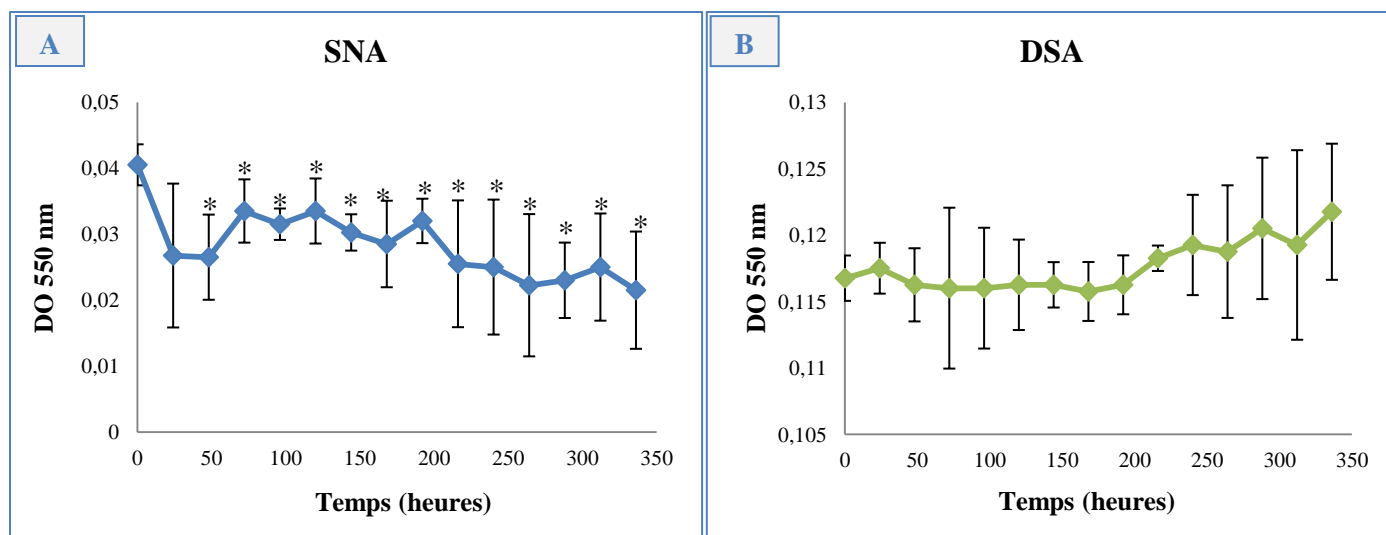 A
SNA
DO 550 nm
0,05
0,04
0,03
0,02
0,01
0
* * * * * * * * * * * * *
0 50 100 150 200 250 300 350
Temps (heures)
B
DSA
DO 550 nm
0,13
0,125
0,12
0,115
0,11
0,105
0 50 100 150 200 250 300 350
Temps (heures)